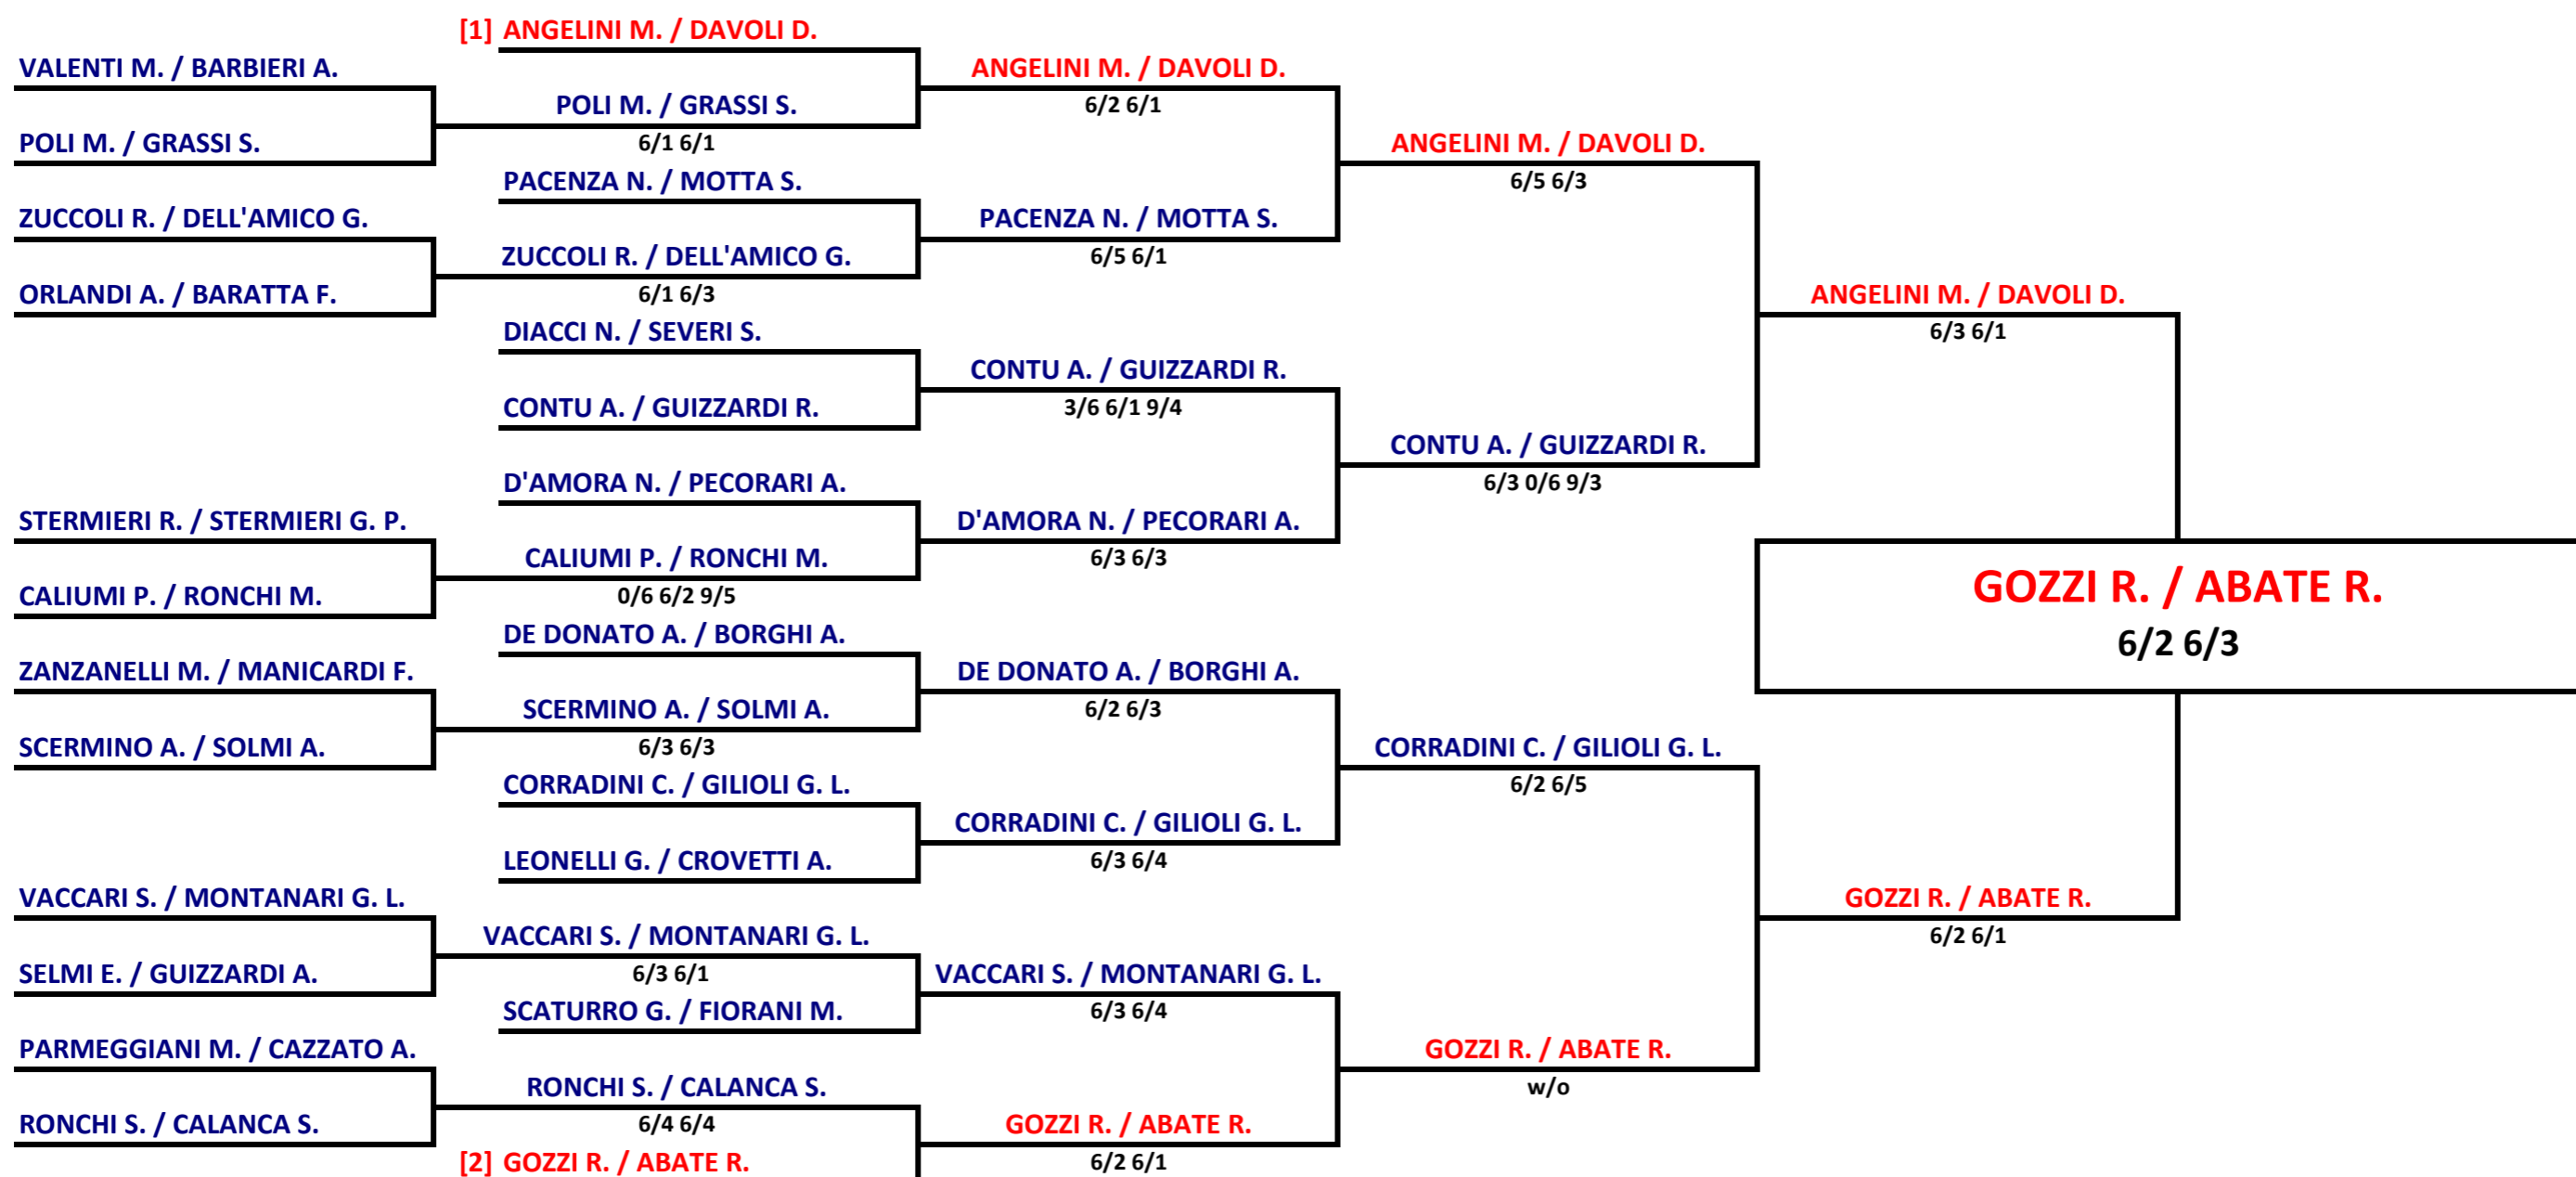 [1] ANGELINI M. / DAVOLI D.
VALENTI M. / BARBIERI A.
ANGELINI M. / DAVOLI D.
POLI M. / GRASSI S.
6/2 6/1
POLI M. / GRASSI S.
6/1 6/1
ANGELINI M. / DAVOLI D.
PACENZA N. / MOTTA S.
6/5 6/3
ZUCCOLI R. / DELL'AMICO G.
PACENZA N. / MOTTA S.
ZUCCOLI R. / DELL'AMICO G.
6/5 6/1
ORLANDI A. / BARATTA F.
6/1 6/3
ANGELINI M. / DAVOLI D.
DIACCI N. / SEVERI S.
6/3 6/1
CONTU A. / GUIZZARDI R.
CONTU A. / GUIZZARDI R.
3/6 6/1 9/4
CONTU A. / GUIZZARDI R.
D'AMORA N. / PECORARI A.
6/3 0/6 9/3
STERMIERI R. / STERMIERI G. P.
D'AMORA N. / PECORARI A.
CALIUMI P. / RONCHI M.
6/3 6/3
CALIUMI P. / RONCHI M.
0/6 6/2 9/5
GOZZI R. / ABATE R.
6/2 6/3
DE DONATO A. / BORGHI A.
ZANZANELLI M. / MANICARDI F.
DE DONATO A. / BORGHI A.
SCERMINO A. / SOLMI A.
6/2 6/3
SCERMINO A. / SOLMI A.
6/3 6/3
CORRADINI C. / GILIOLI G. L.
CORRADINI C. / GILIOLI G. L.
6/2 6/5
CORRADINI C. / GILIOLI G. L.
LEONELLI G. / CROVETTI A.
6/3 6/4
VACCARI S. / MONTANARI G. L.
GOZZI R. / ABATE R.
VACCARI S. / MONTANARI G. L.
6/2 6/1
SELMI E. / GUIZZARDI A.
6/3 6/1
VACCARI S. / MONTANARI G. L.
SCATURRO G. / FIORANI M.
6/3 6/4
PARMEGGIANI M. / CAZZATO A.
GOZZI R. / ABATE R.
RONCHI S. / CALANCA S.
w/o
RONCHI S. / CALANCA S.
6/4 6/4
GOZZI R. / ABATE R.
[2] GOZZI R. / ABATE R.
6/2 6/1